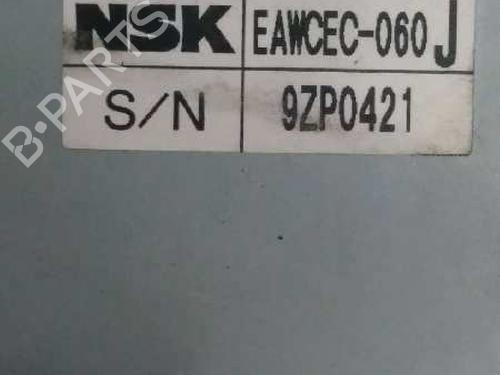 NSK EAWCEC-060 J
S/N 9ZP0421
B-PARTS